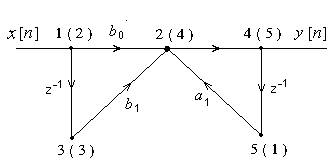 x[n] 1 ( 2 ) b₀ 2 ( 4 ) 4 ( 5 ) y[n]
z⁻¹ b₁ a₁ z⁻¹
3 ( 3 ) 5 ( 1 )